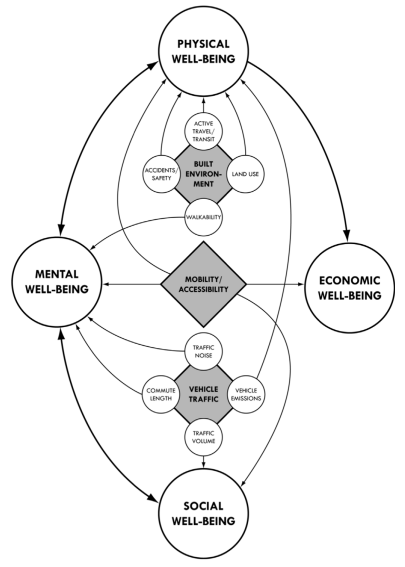 PHYSICAL
WELL-BEING
ACTIVE
TRAVEL/
TRANSIT
ACCIDENTS/
SAFETY
BUILT
ENVIRON-
MENT
LAND USE
WALKABILITY
MENTAL
WELL-BEING
MOBILITY/
ACCESSIBILITY
ECONOMIC
WELL-BEING
TRAFFIC
NOISE
COMMUTE
LENGTH
VEHICLE
TRAFFIC
VEHICLE
EMISSIONS
TRAFFIC
VOLUME
SOCIAL
WELL-BEING